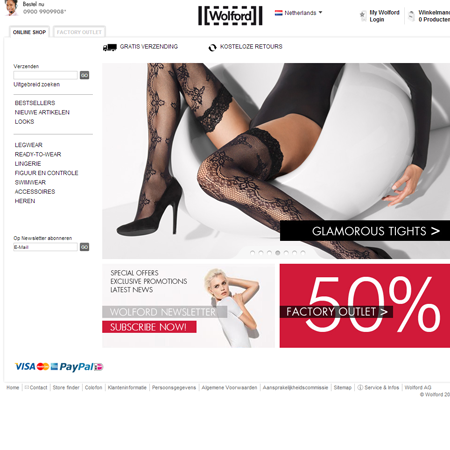 Bestel nu
0900 9909908*
Wolford
Netherlands
My Wolford
Login
Winkelmand
0 Producten
ONLINE SHOP
FACTORY OUTLET
GRATIS VERZENDING
KOSTELOZE RETOURS
Verzenden
GO
Uitgebreid zoeken
BESTSELLERS
NIEUWE ARTIKELEN
LOOKS
LEGWEAR
READY-TO-WEAR
LINGERIE
FIGUUR EN CONTROLE
SWIMWEAR
ACCESSOIRES
HEREN
Op Newsletter abonneren
E-Mail GO
GLAMOROUS TIGHTS >
SPECIAL OFFERS
EXCLUSIVE PROMOTIONS
LATEST NEWS
WOLFORD NEWSLETTER
SUBSCRIBE NOW!
50%
FACTORY OUTLET >
VISA PayPal
Home | Contact | Store finder | Colofon | Klanteninformatie | Persoonsgegevens | Algemene Voorwaarden | Aansprakelijkheidscommissie | Sitemap | Service & Infos | Wolford AG
© Wolford 20